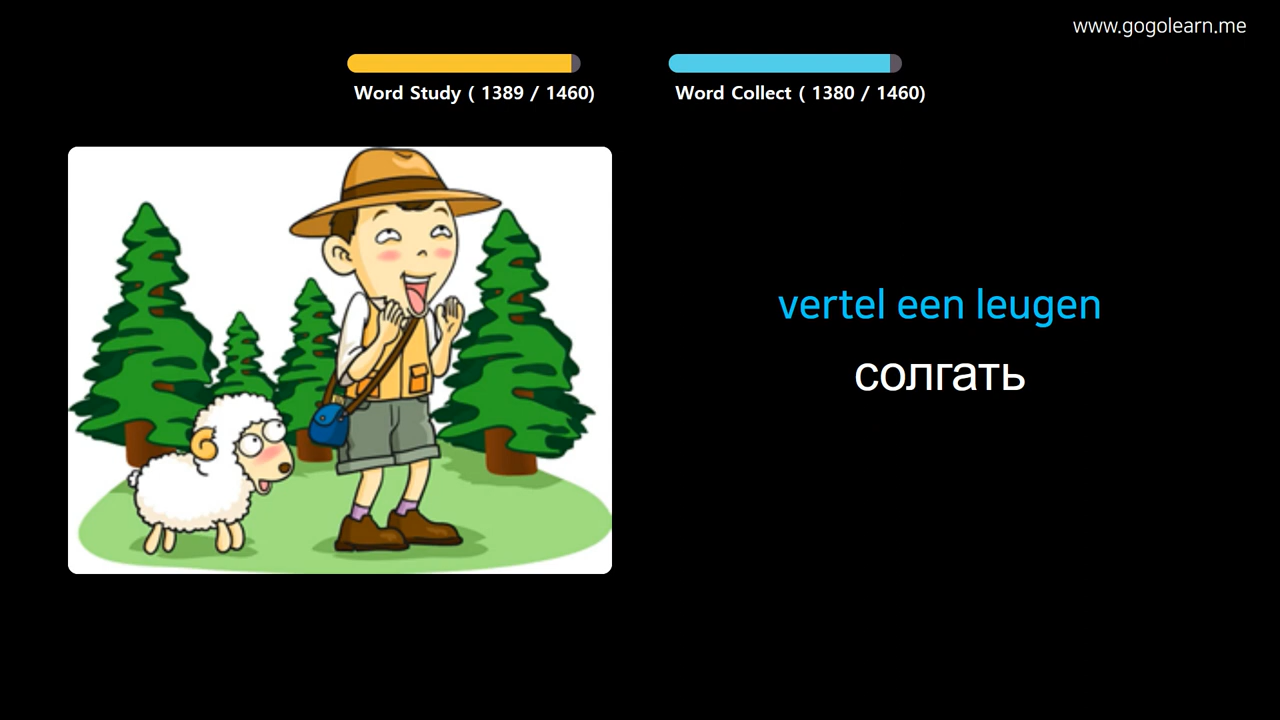 www.gogolearn.me
Word Study ( 1389 / 1460)
Word Collect ( 1380 / 1460)
vertel een leugen
солгать